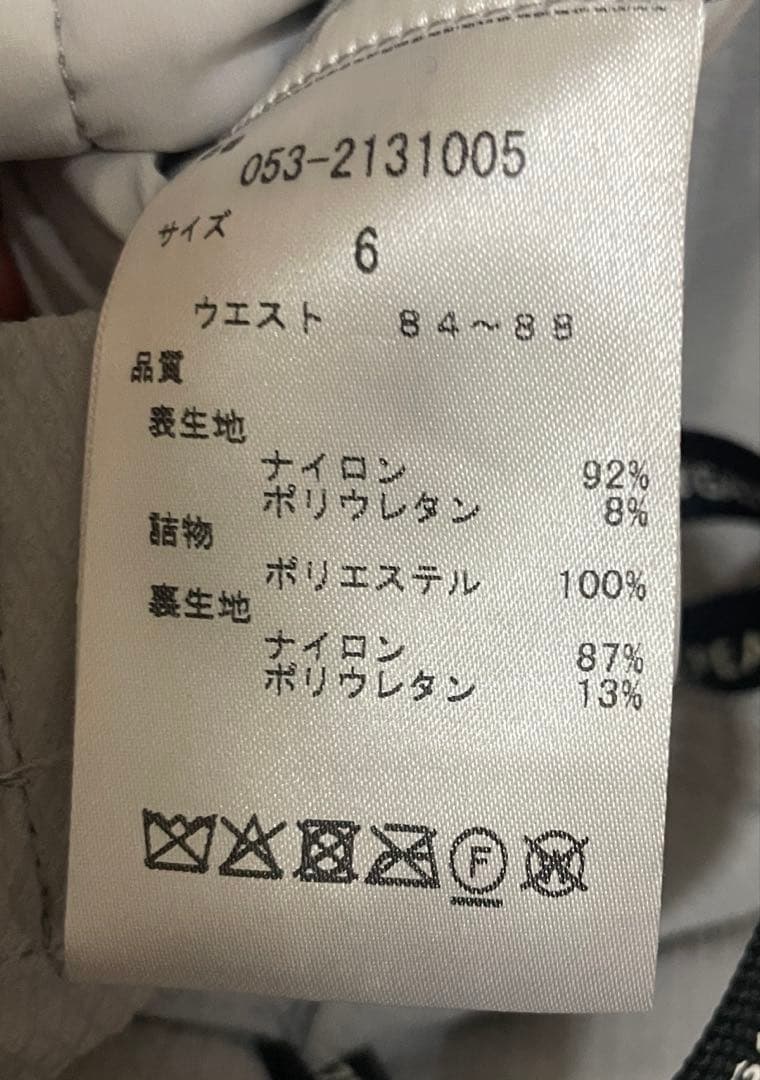 053-2131005
サイズ 6
ウエスト 84～88
品質
表生地
ナイロン 92%
ポリウレタン 8%
詰物
ポリエステル 100%
裏生地
ナイロン 87%
ポリウレタン 13%
F
W